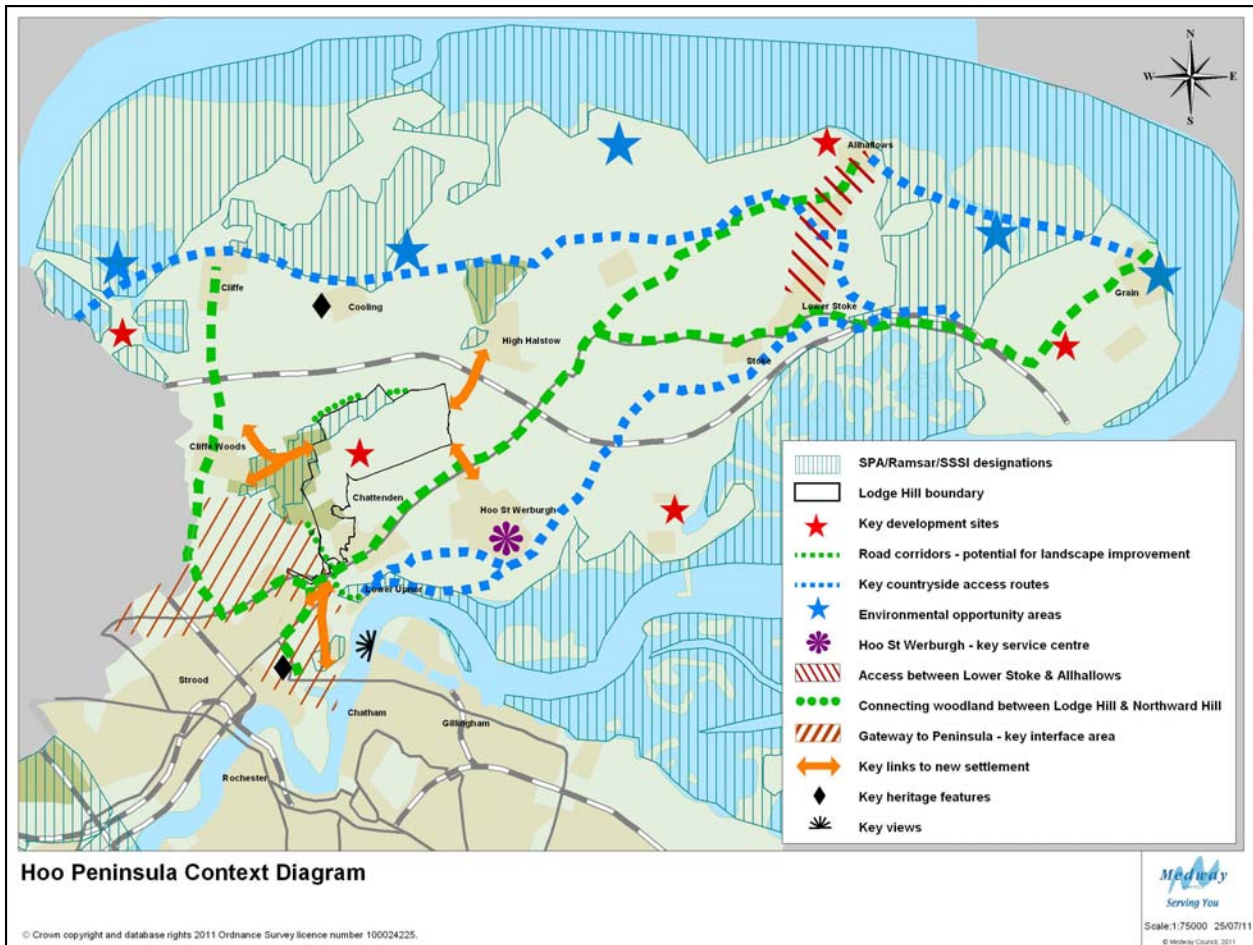 N
W
E
S
Allhallows
Cliffe
Cooling
Grain
Lower Stoke
High Halstow
Stoke
Cliffe Woods
Chattenden
Hoo St Werburgh
Lower Upnor
Strood
Chatham
Gillingham
Rochester
SPA/Ramsar/SSSI designations
Lodge Hill boundary
Key development sites
Road corridors - potential for landscape improvement
Key countryside access routes
Environmental opportunity areas
Hoo St Werburgh - key service centre
Access between Lower Stoke & Allhallows
Connecting woodland between Lodge Hill & Northward Hill
Gateway to Peninsula - key interface area
Key links to new settlement
Key heritage features
Key views
Hoo Peninsula Context Diagram
Medway
Serving You
Scale:1:75000 25/07/11
© Crown copyright and database rights 2011 Ordnance Survey licence number 100024225.
© Medway Council, 2011